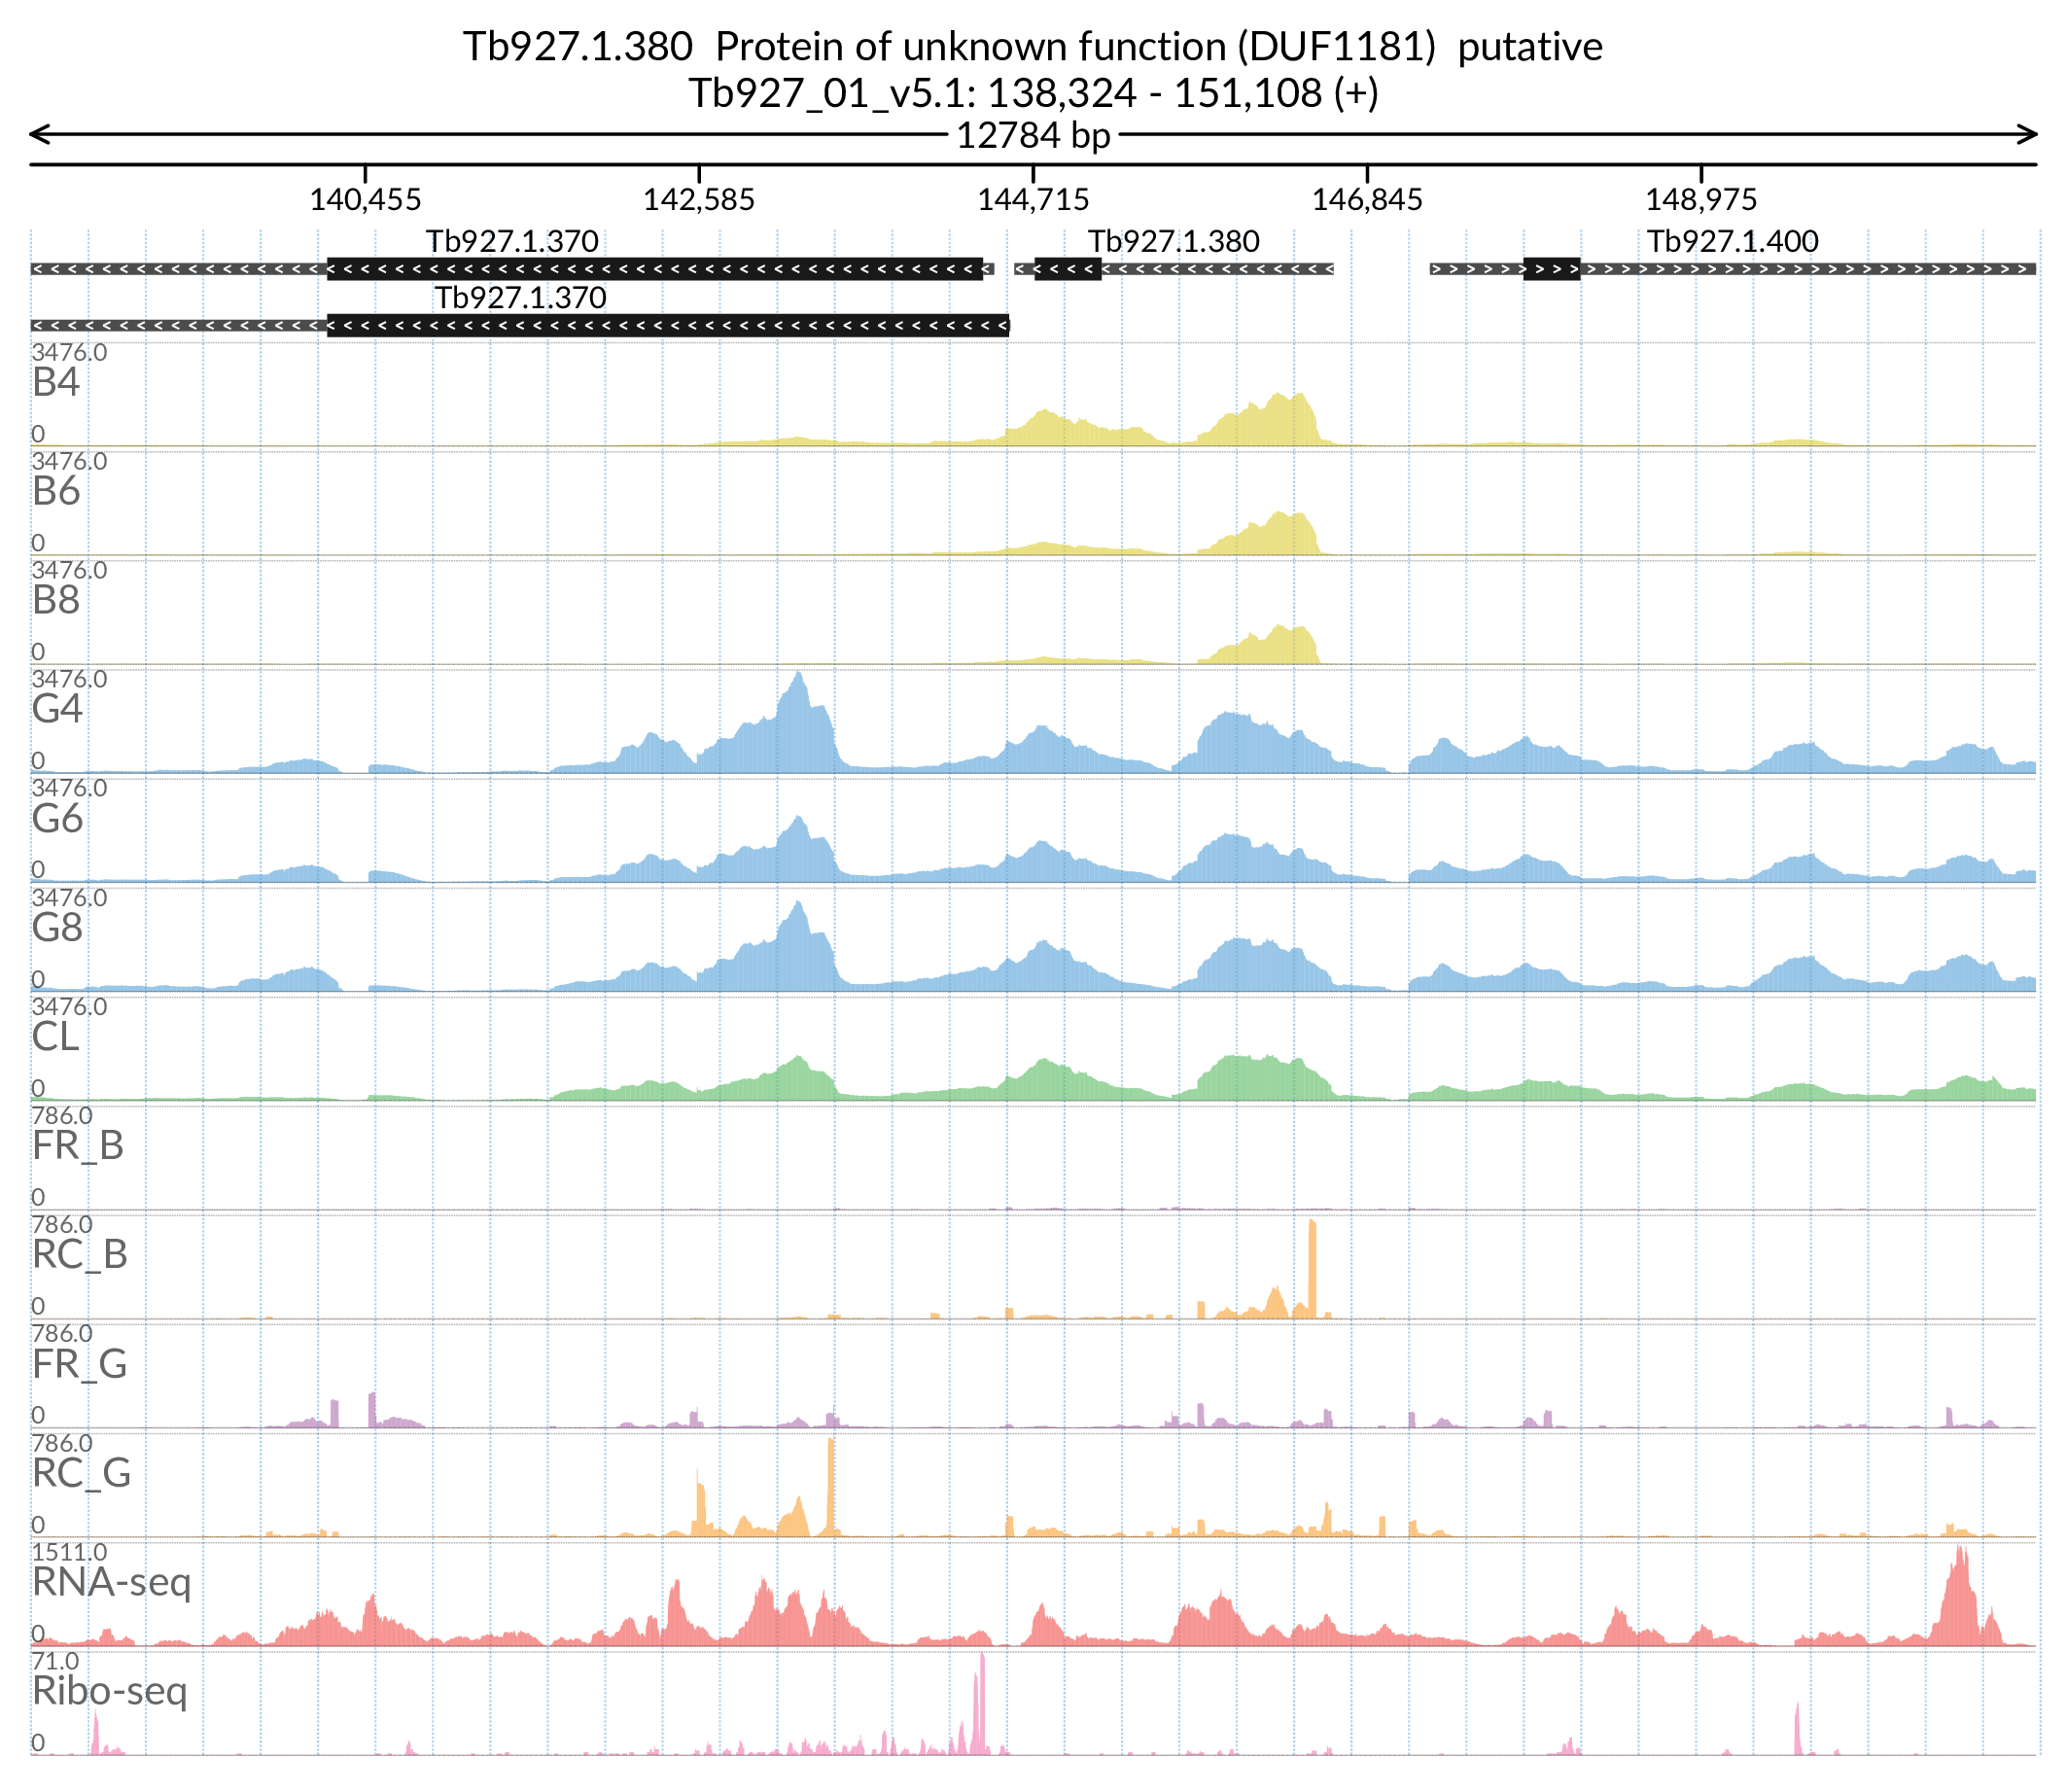 Tb927.1.380  Protein of unknown function (DUF1181)  putative
Tb927_01_v5.1: 138,324 - 151,108 (+)
12784 bp
140,455 142,585 144,715 146,845 148,975
Tb927.1.370 Tb927.1.380 Tb927.1.400
Tb927.1.370
3476.0
B4
0
3476.0
B6
0
3476.0
B8
0
3476.0
G4
0
3476.0
G6
0
3476.0
G8
0
3476.0
CL
0
786.0
FR_B
0
786.0
RC_B
0
786.0
FR_G
0
786.0
RC_G
0
1511.0
RNA-seq
0
71.0
Ribo-seq
0